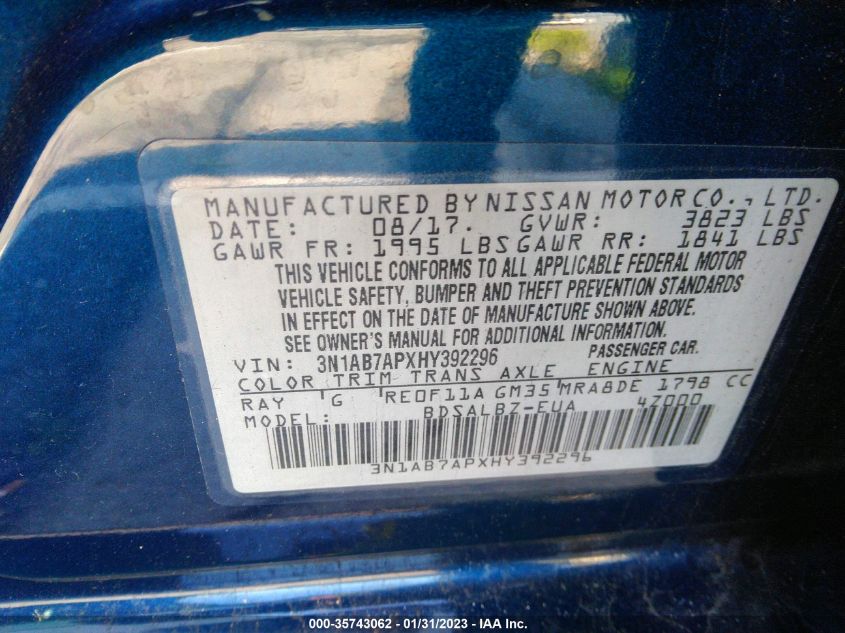 MANUFACTURED BY NISSAN MOTOR CO., LTD.
DATE: 08/17. GVWR: 3823 LBS
GAWR FR: 1995 LBS GAWR RR: 1841 LBS
THIS VEHICLE CONFORMS TO ALL APPLICABLE FEDERAL MOTOR
VEHICLE SAFETY, BUMPER AND THEFT PREVENTION STANDARDS
IN EFFECT ON THE DATE OF MANUFACTURE SHOWN ABOVE.
SEE OWNER'S MANUAL FOR ADDITIONAL INFORMATION.
VIN: 3N1AB7APXHY392296 PASSENGER CAR.
COLOR TRIM TRANS AXLE ENGINE
RAY G RE0F11A GM35 MRA8DE 1798 CC
MODEL: BDSALBZ-EUA 47000
3N1AB7APXHY392296
000-35743062 - 01/31/2023 - IAA Inc.